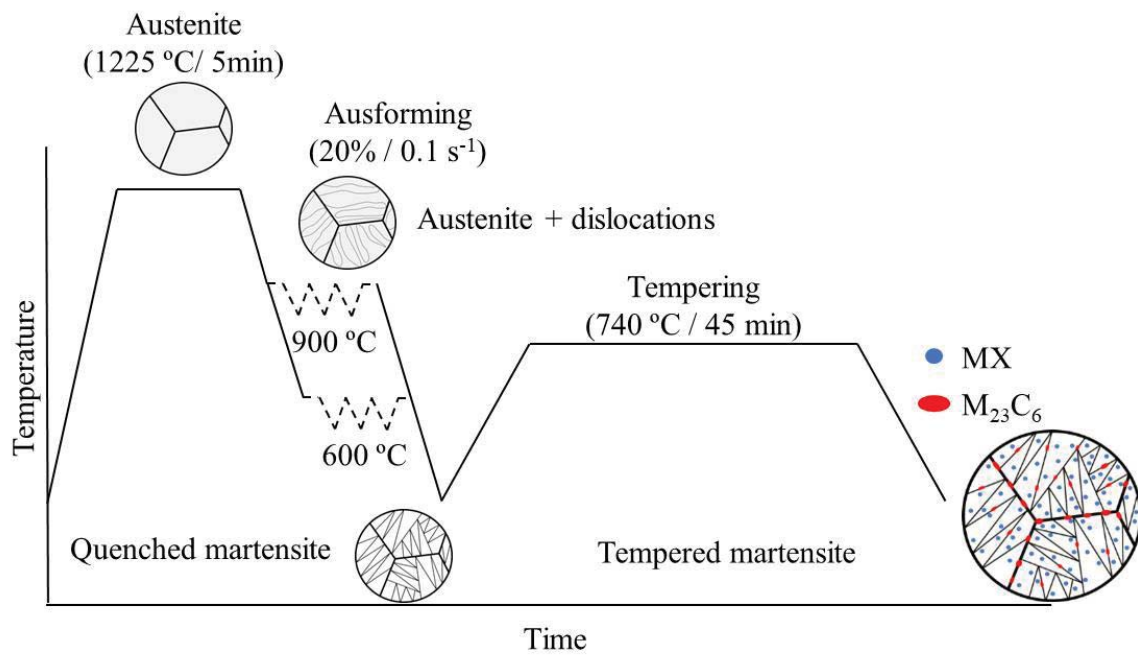 Austenite
(1225 ºC/ 5min)
Ausforming
(20% / 0.1 s⁻¹)
Austenite + dislocations
Temperature
900 ºC
600 ºC
Tempering
(740 ºC / 45 min)
MX
M₂₃C₆
Quenched martensite
Tempered martensite
Time